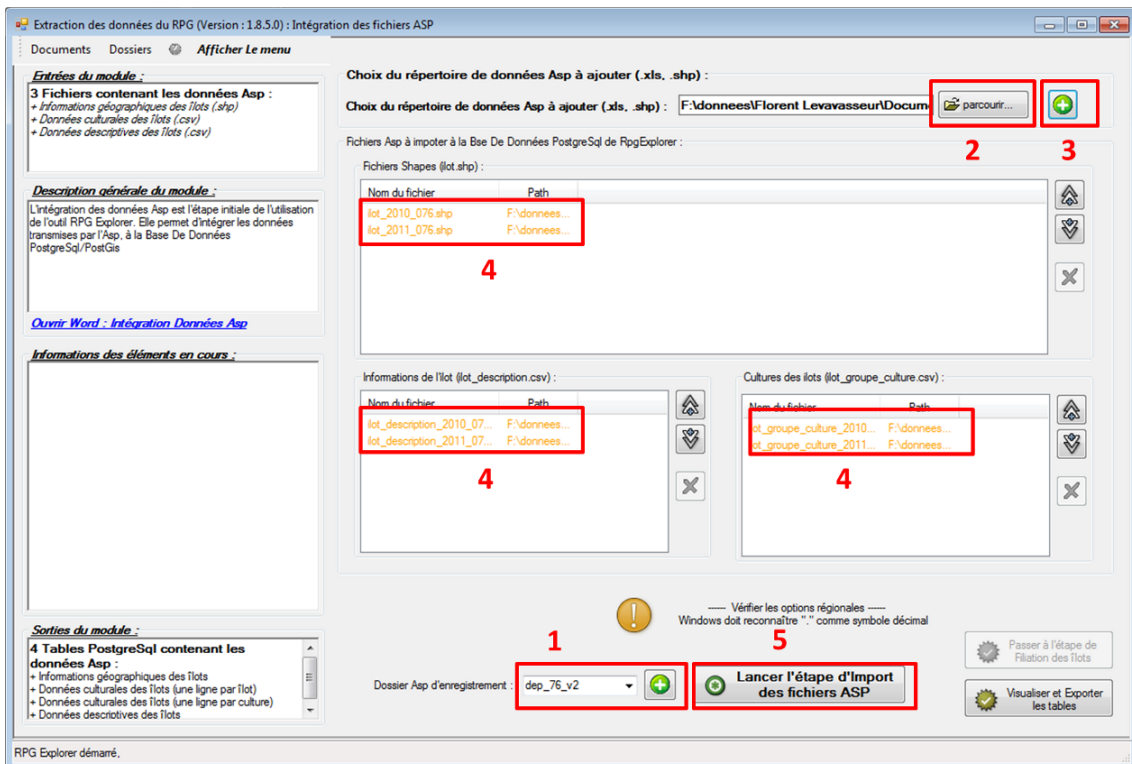 Extraction des données du RPG (Version : 1.8.5.0) : Intégration des fichiers ASP
Documents Dossiers Afficher Le menu
Entrées du module :
3 Fichiers contenant les données Asp :
+ Informations géographiques des îlots (.shp)
+ Données culturales des îlots (.csv)
+ Données descriptives des îlots (.csv)
Description générale du module :
L'intégration des données Asp est l'étape initiale de l'utilisation
de l'outil RPG Explorer. Elle permet d'intégrer les données
transmises par l'Asp, à la Base De Données
PostgreSql/PostGis
Ouvrir Word : Intégration Données Asp
Informations des éléments en cours :
Sorties du module :
4 Tables PostgreSql contenant les
données Asp :
+ Informations géographiques des îlots
+ Données culturales des îlots (une ligne par îlot)
+ Données culturales des îlots (une ligne par culture)
+ Données descriptives des îlots
Choix du répertoire de données Asp à ajouter (.xls, .shp) :
Choix du répertoire de données Asp à ajouter (.xls, .shp) : F:\donnees\Florent Levavasseur\Docume parcourir...
2 3
Fichiers Asp à impoter à la Bse De Données PostgreSql de RpgExplorer :
Fichiers Shapes (ilot.shp) :
Nom du fichier Path
ilot_2010_076.shp F:\donnees...
ilot_2011_076.shp F:\donnees...
4
Informations de l'îlot (ilot_description.csv) :
Nom du fichier Path
ilot_description_2010_07... F:\donnees...
ilot_description_2011_07... F:\donnees...
4
Cultures des ilots (ilot_groupe_culture.csv) :
Nom du fichier Path
ilot_groupe_culture_2010... F:\donnees...
ilot_groupe_culture_2011... F:\donnees...
4
------ Vérifier les options régionales ------
Windows doit reconnaître "." comme symbole décimal
1 5
Dossier Asp d'enregistrement : dep_76_v2
Lancer l'étape d'Import
des fichiers ASP
Passer à l'étape de
Filiation des îlots
Visualiser et Exporter
les tables
RPG Explorer démarré,